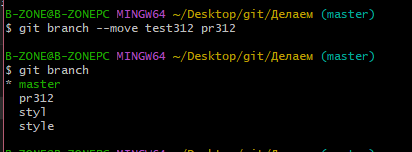 B-ZONE@B-ZONEPC MINGW64 ~/Desktop/git/Делаем (master)
$ git branch --move test312 pr312
B-ZONE@B-ZONEPC MINGW64 ~/Desktop/git/Делаем (master)
$ git branch
* master
pr312
styl
style
B-ZONE@B-ZONEPC MINGW64 ~/Desktop/git/Делаем (master)